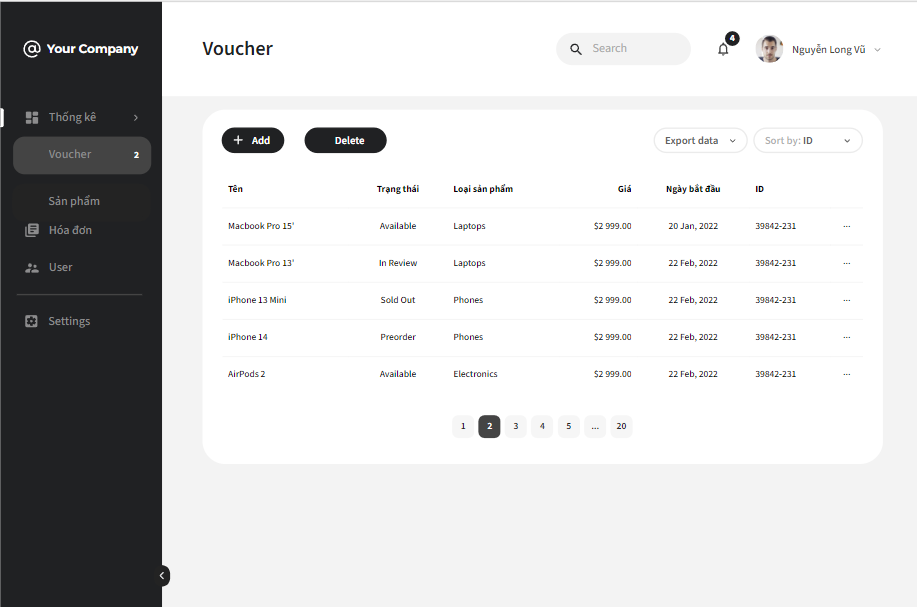 @ Your Company
Thống kê
Voucher 2
Sản phẩm
Hóa đơn
User
Settings
Voucher
Search
4
Nguyễn Long Vũ
+ Add
Delete
Export data
Sort by: ID
Tên Trạng thái Loại sản phẩm Giá Ngày bắt đầu ID
Macbook Pro 15' Available Laptops $2 999.00 20 Jan, 2022 39842-231 ...
Macbook Pro 13' In Review Laptops $2 999.00 22 Feb, 2022 39842-231 ...
iPhone 13 Mini Sold Out Phones $2 999.00 22 Feb, 2022 39842-231 ...
iPhone 14 Preorder Phones $2 999.00 22 Feb, 2022 39842-231 ...
AirPods 2 Available Electronics $2 999.00 22 Feb, 2022 39842-231 ...
1 2 3 4 5 ... 20